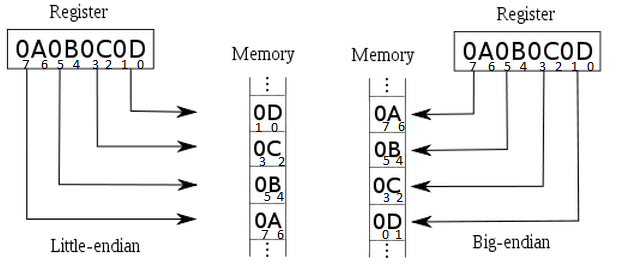 Register
0A0B0C0D
7 6 5 4 3 2 1 0
Memory
⋮
0D
1 0
0C
3 2
0B
5 4
0A
7 6
⋮
Little-endian
Register
0A0B0C0D
7 6 5 4 3 2 1 0
Memory
⋮
0A
7 6
0B
5 4
0C
3 2
0D
0 1
⋮
Big-endian